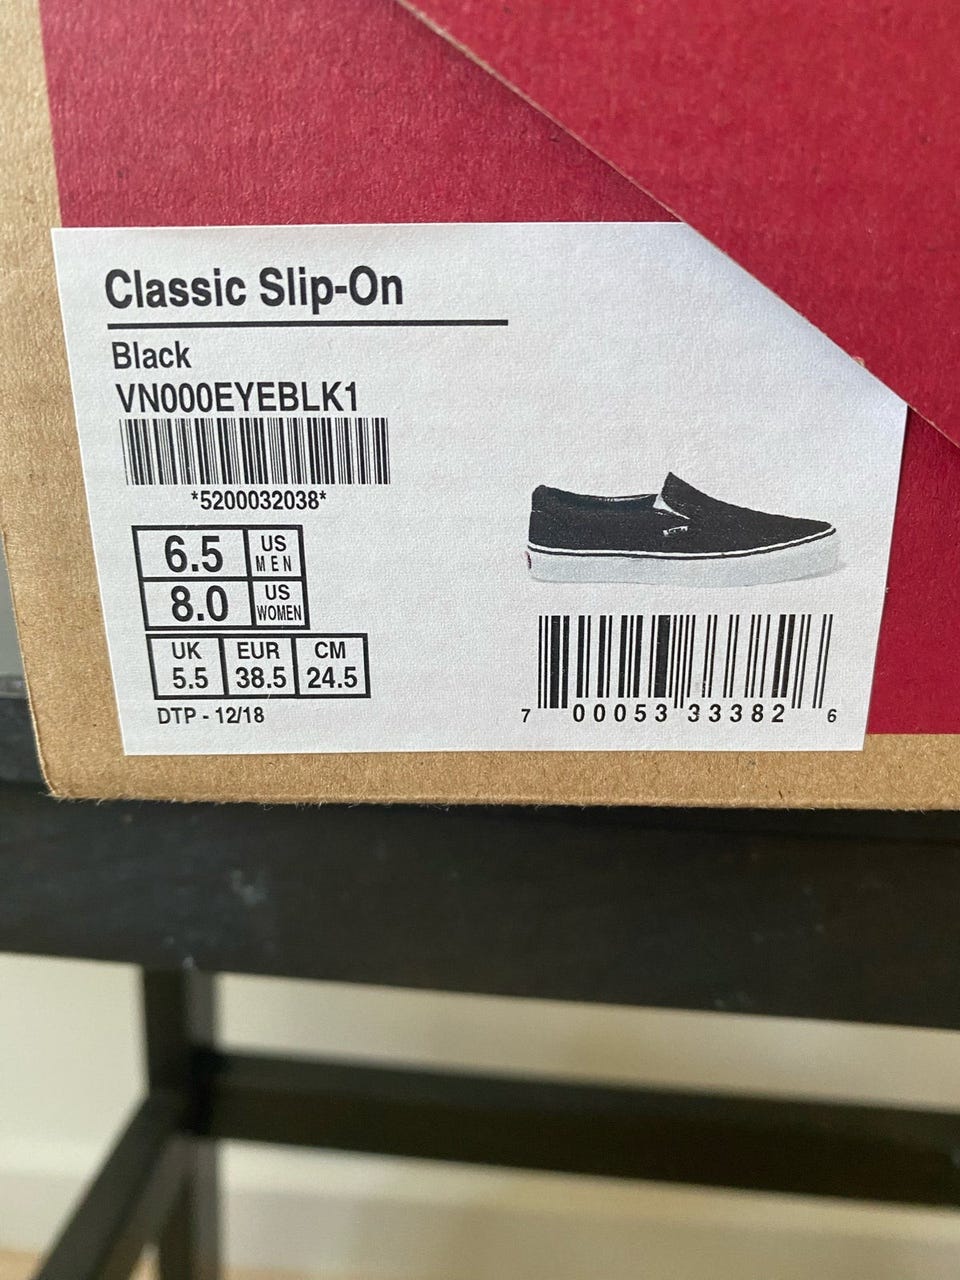 Classic Slip-On
Black
VN000EYEBLK1
*5200032038*
6.5 US MEN
8.0 US WOMEN
UK EUR CM
5.5 38.5 24.5
DTP - 12/18
7 00053 33382 6